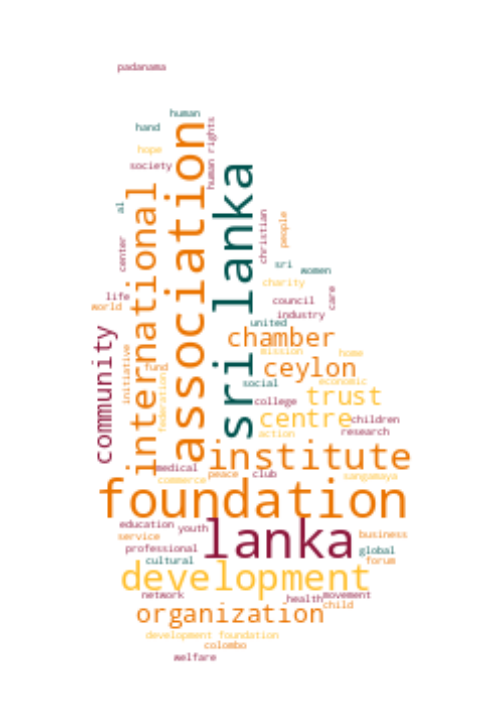 padanama
human
hand
association
human rights
hope
society
sri lanka
international
al
christian
people
center
sri
women
charity
life
world
council
care
industry
united
community
chamber
initiative
mission
home
fund
ceylon
federation
social
economic
trust
college
centre
children
action
research
institute
medical
peace
club
commerce
sangamaya
foundation
education
youth
lanka
service
business
professional
global
cultural
forum
development
network
health
movement
child
organization
development foundation
colombo
welfare